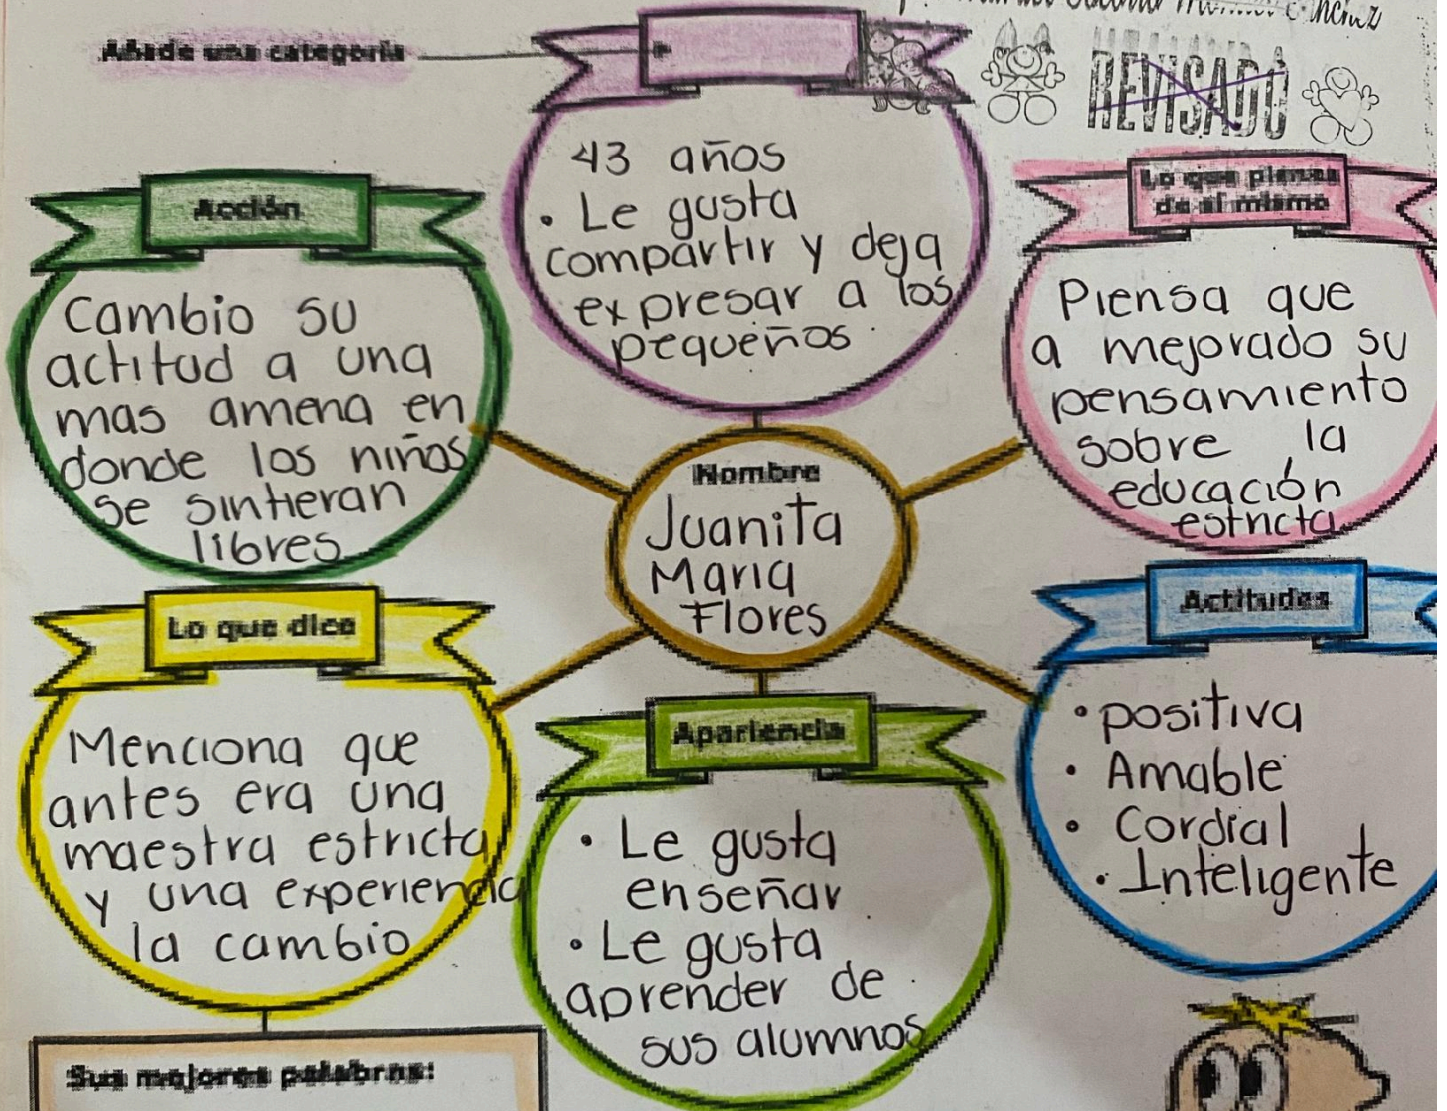 Añade una categoría
REVISADO
43 años
• Le gusta
compartir y deja
expresar a los
pequeños
Acción
Cambio su
actitud a una
mas amena en
donde los niños
se sintieran
libres
Lo que piensa
de si mismo
Piensa que
a mejorado su
pensamiento
sobre la
educación
estricta
Nombre
Juanita
Maria
Flores
Lo que dice
Menciona que
antes era una
maestra estricta
y una experiencia
la cambio
Apariencia
• Le gusta
enseñar
• Le gusta
aprender de
sus alumnos
Actitudes
• positiva
• Amable
• Cordial
• Inteligente
Sus mejores palabras: